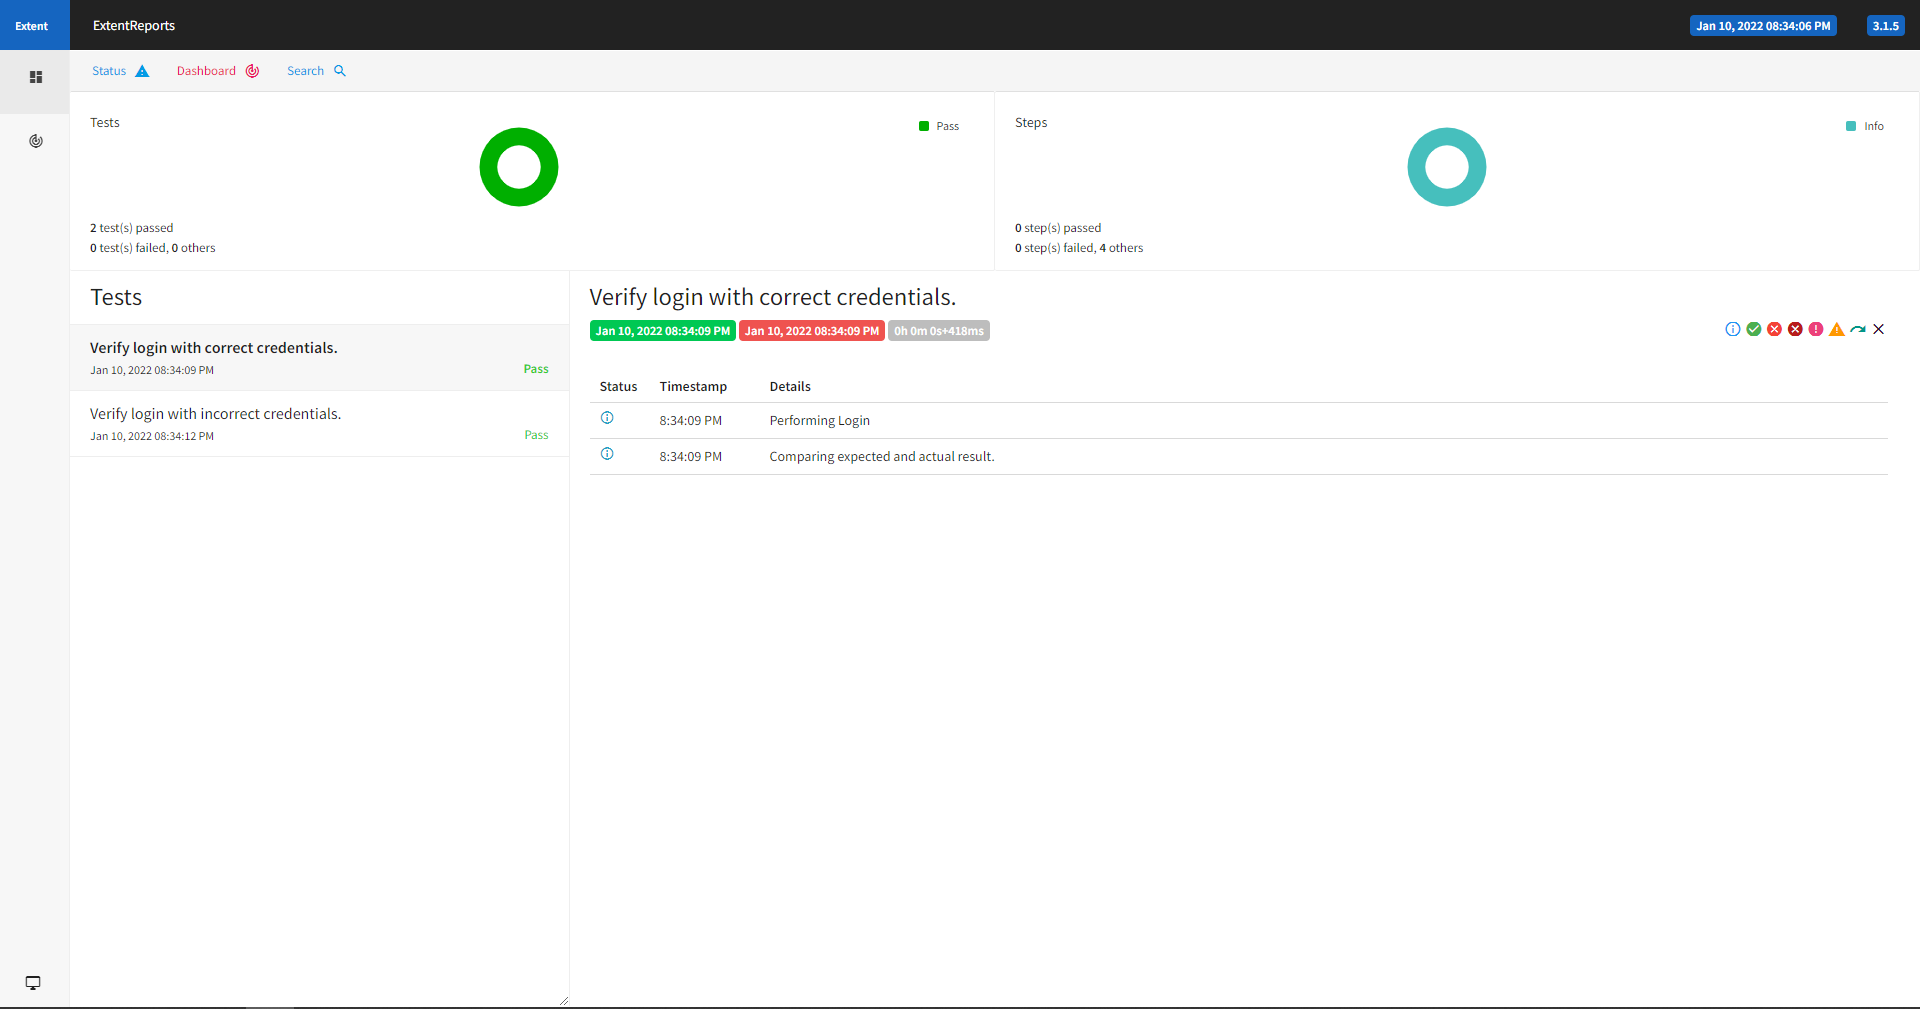 Extent
ExtentReports
Jan 10, 2022 08:34:06 PM
3.1.5
Status
Dashboard
Search
Tests
Pass
2 test(s) passed
0 test(s) failed, 0 others
Steps
Info
0 step(s) passed
0 step(s) failed, 4 others
Tests
Verify login with correct credentials.
Jan 10, 2022 08:34:09 PM
Pass
Verify login with incorrect credentials.
Jan 10, 2022 08:34:12 PM
Pass
Verify login with correct credentials.
Jan 10, 2022 08:34:09 PM Jan 10, 2022 08:34:09 PM 0h 0m 0s+418ms
Status Timestamp Details
8:34:09 PM Performing Login
8:34:09 PM Comparing expected and actual result.